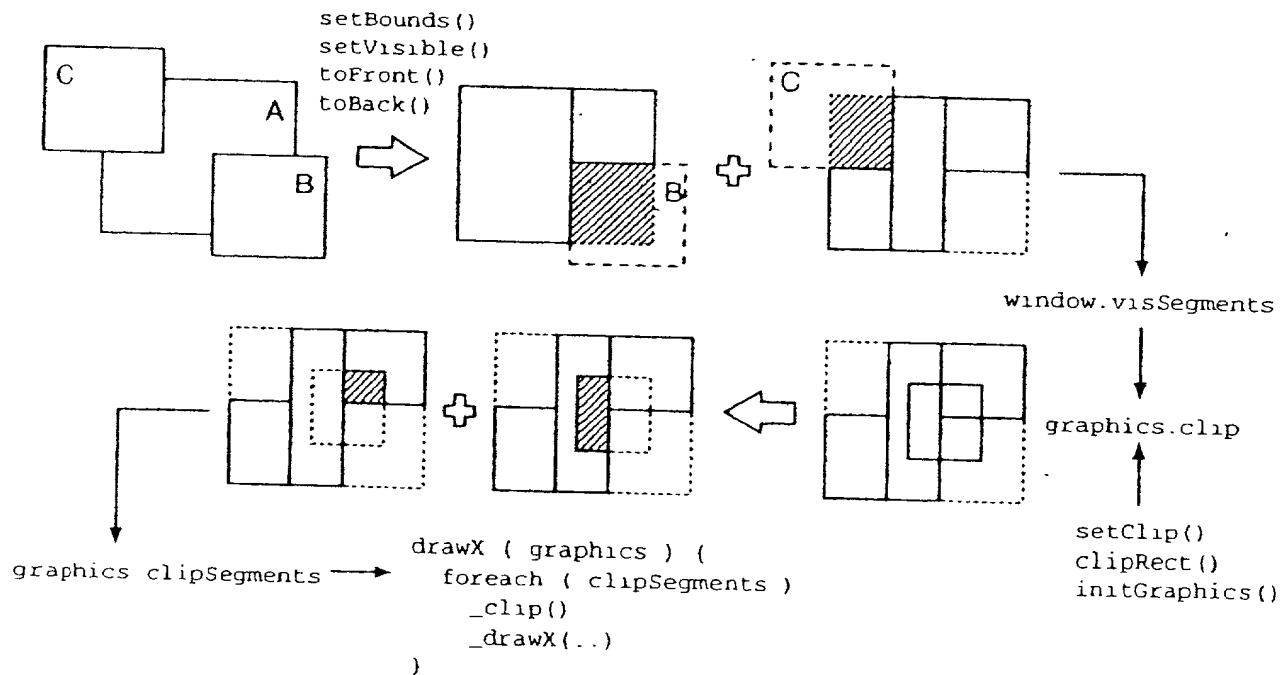 setBounds()
setVisible()
toFront()
toBack()
C
A
B
B
C
window.visSegments
graphics.clip
setClip()
clipRect()
initGraphics()
graphics clipSegments
drawX ( graphics ) {
foreach ( clipSegments )
_clip()
_drawX(..)
}